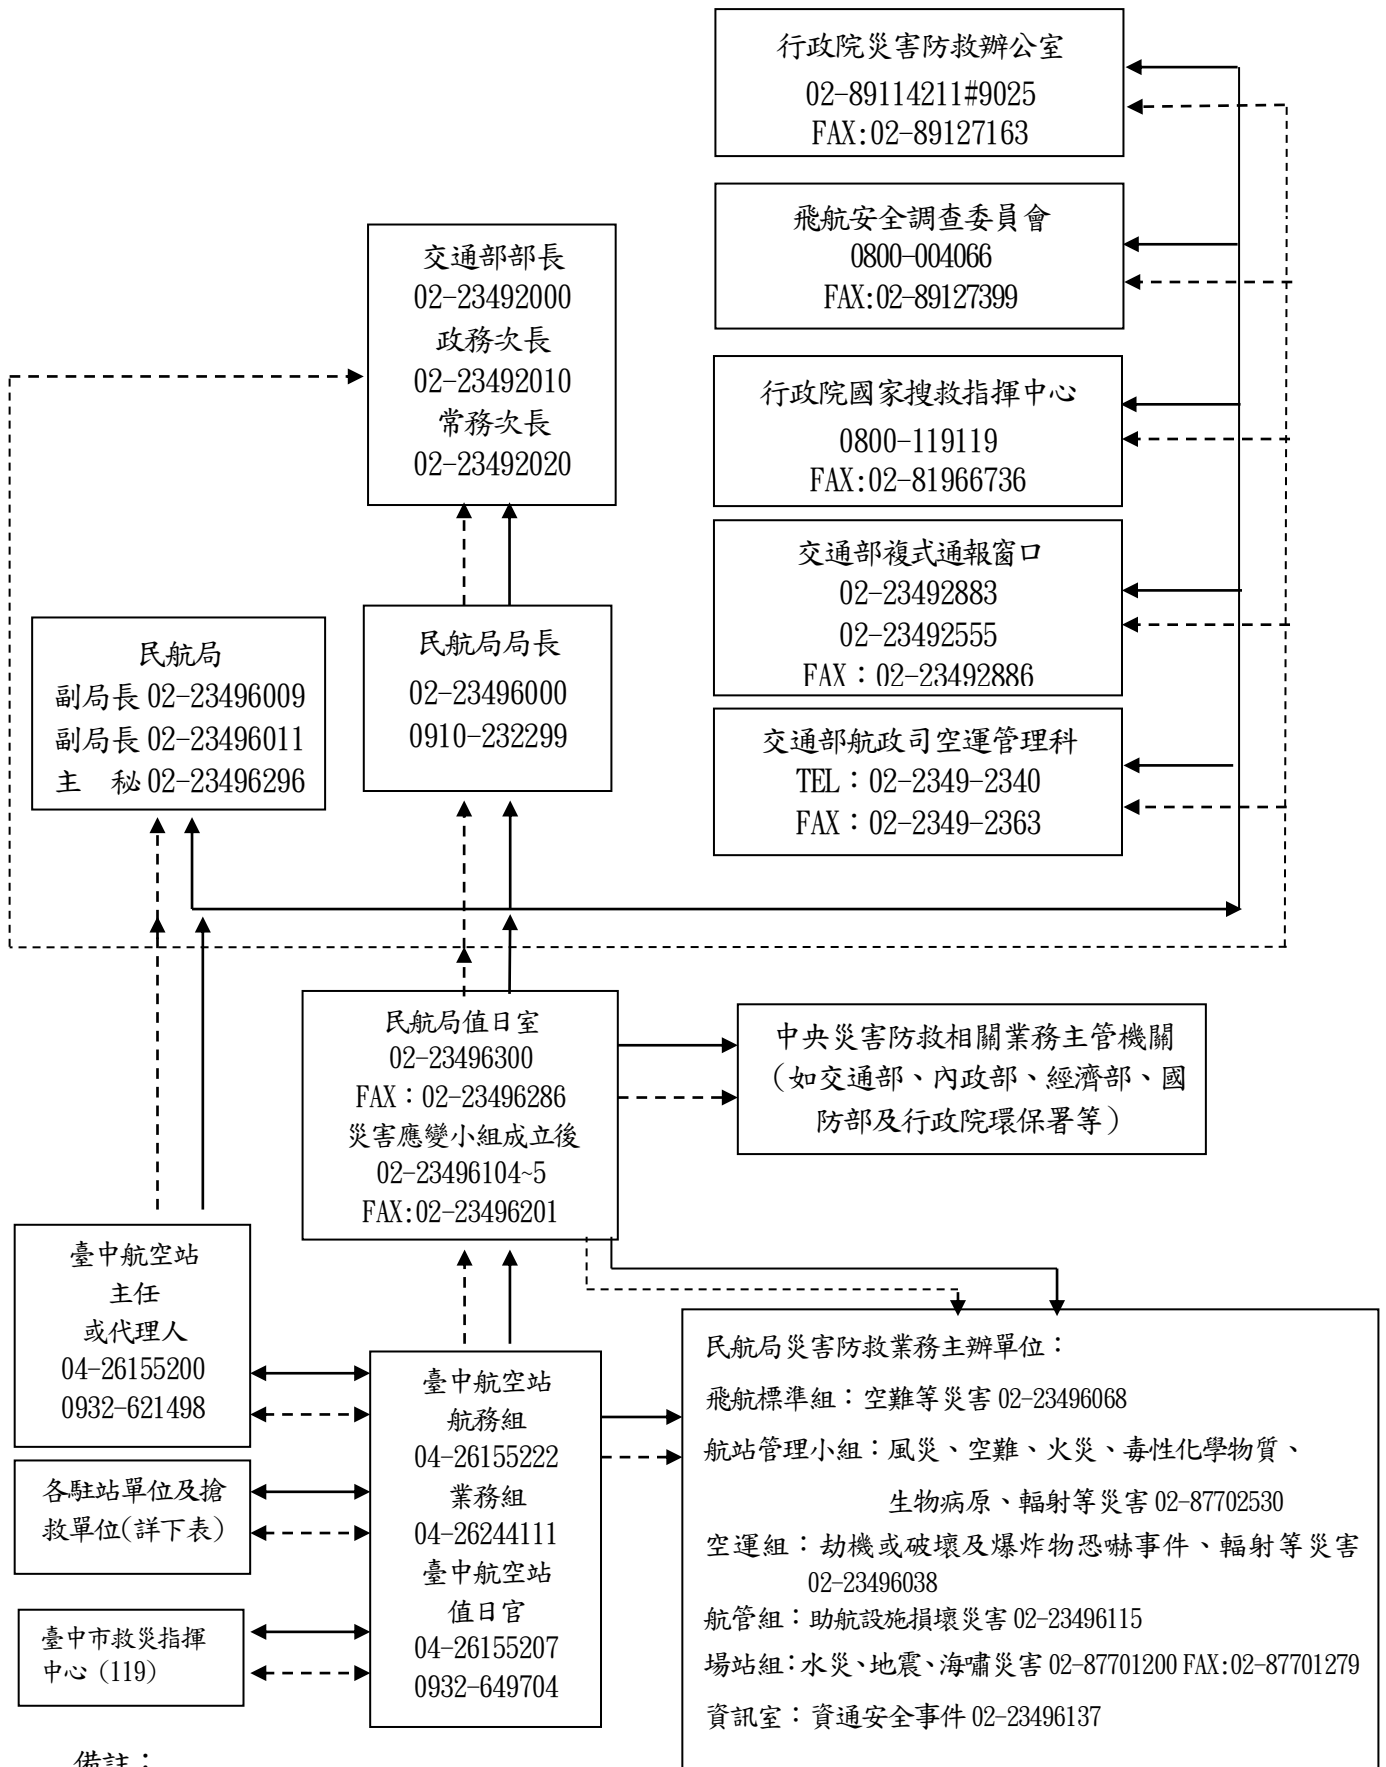 行政院災害防救辦公室
02-89114211#9025
FAX:02-89127163
飛航安全調查委員會
0800-004066
FAX:02-89127399
交通部部長
02-23492000
政務次長
02-23492010
常務次長
02-23492020
行政院國家搜救指揮中心
0800-119119
FAX:02-81966736
交通部複式通報窗口
02-23492883
02-23492555
FAX：02-23492886
民航局
副局長 02-23496009
副局長 02-23496011
主　秘 02-23496296
民航局局長
02-23496000
0910-232299
交通部航政司空運管理科
TEL：02-2349-2340
FAX：02-2349-2363
民航局值日室
02-23496300
FAX：02-23496286
災害應變小組成立後
02-23496104~5
FAX:02-23496201
中央災害防救相關業務主管機關
（如交通部、內政部、經濟部、國
防部及行政院環保署等）
臺中航空站
主任
或代理人
04-26155200
0932-621498
各駐站單位及搶
救單位(詳下表)
臺中市救災指揮
中心 (119)
臺中航空站
航務組
04-26155222
業務組
04-26244111
臺中航空站
值日官
04-26155207
0932-649704
民航局災害防救業務主辦單位：
飛航標準組：空難等災害 02-23496068
航站管理小組：風災、空難、火災、毒性化學物質、
生物病原、輻射等災害 02-87702530
空運組：劫機或破壞及爆炸物恐嚇事件、輻射等災害
02-23496038
航管組：助航設施損壞災害 02-23496115
場站組：水災、地震、海嘯災害 02-87701200 FAX:02-87701279
資訊室：資通安全事件 02-23496137
備註：